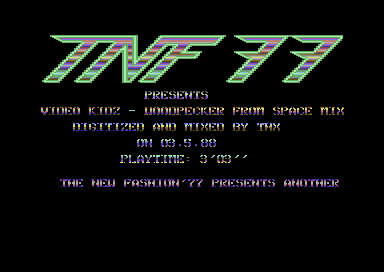 TNF 77
PRESENTS
VIDEO KIDZ - WOODPECKER FROM SPACE MIX
DIGITIZED AND MIXED BY THX
ON 03.5.88
PLAYTIME: 3'03''
THE NEW FASHION'77 PRESENTS ANOTHER